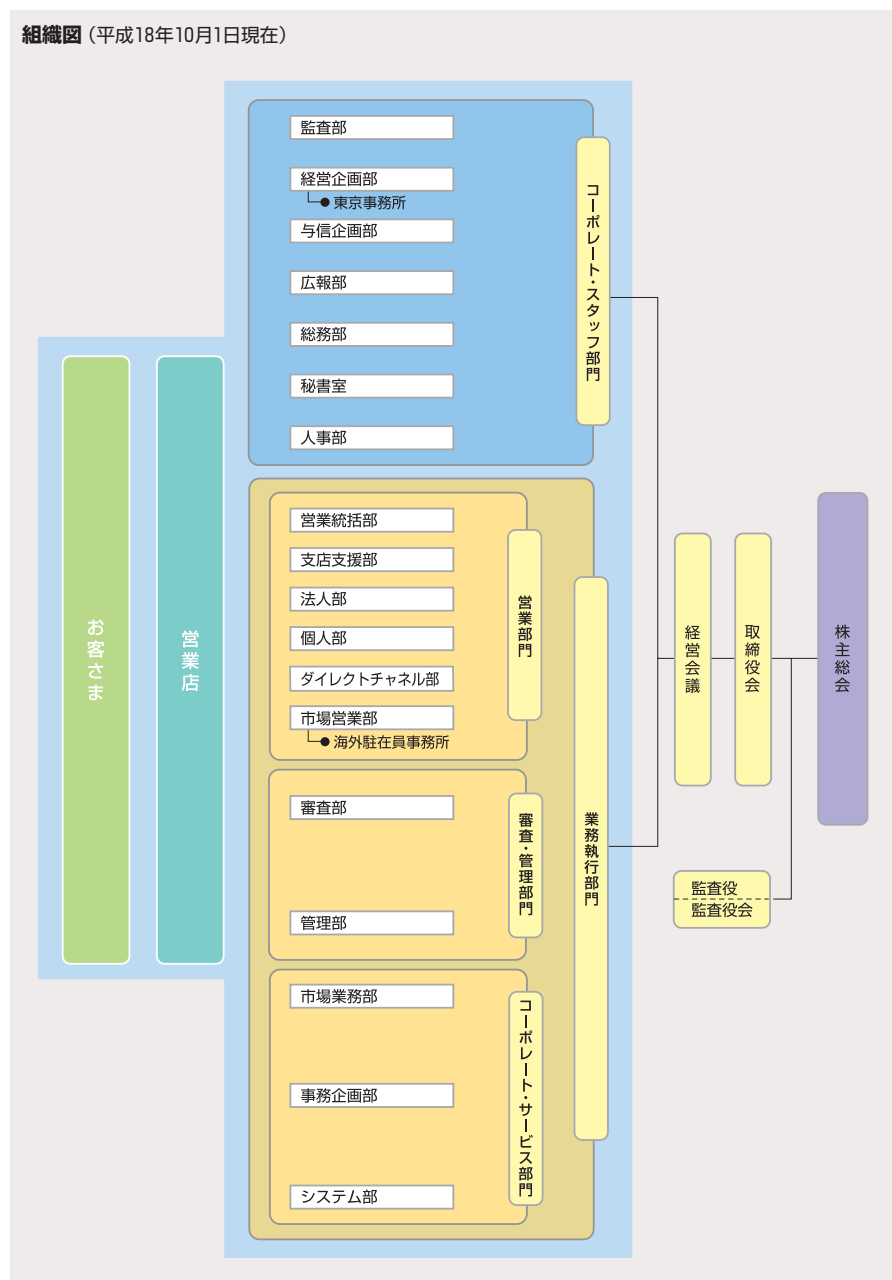 組織図（平成18年10月1日現在）
監査部
経営企画部
東京事務所
与信企画部
広報部
総務部
秘書室
人事部
コーポレート・スタッフ部門
営業統括部
支店支援部
法人部
個人部
ダイレクトチャネル部
市場営業部
海外駐在員事務所
営業部門
審査部
管理部
審査・管理部門
市場業務部
事務企画部
システム部
コーポレート・サービス部門
業務執行部門
お客さま
営業店
経営会議
取締役会
株主総会
監査役
監査役会